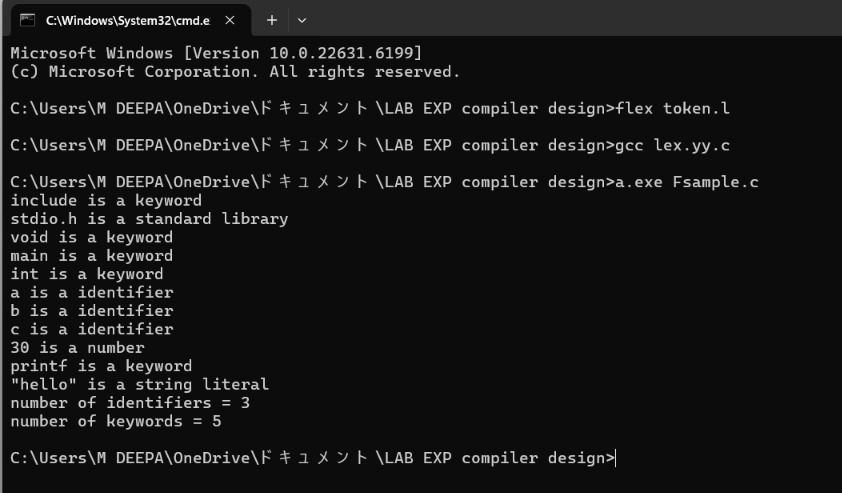 C:\Windows\System32\cmd.e
Microsoft Windows [Version 10.0.22631.6199]
(c) Microsoft Corporation. All rights reserved.
C:\Users\M DEEPA\OneDrive\ドキュメント\LAB EXP compiler design>flex token.l
C:\Users\M DEEPA\OneDrive\ドキュメント\LAB EXP compiler design>gcc lex.yy.c
C:\Users\M DEEPA\OneDrive\ドキュメント\LAB EXP compiler design>a.exe Fsample.c
include is a keyword
stdio.h is a standard library
void is a keyword
main is a keyword
int is a keyword
a is a identifier
b is a identifier
c is a identifier
30 is a number
printf is a keyword
"hello" is a string literal
number of identifiers = 3
number of keywords = 5
C:\Users\M DEEPA\OneDrive\ドキュメント\LAB EXP compiler design>